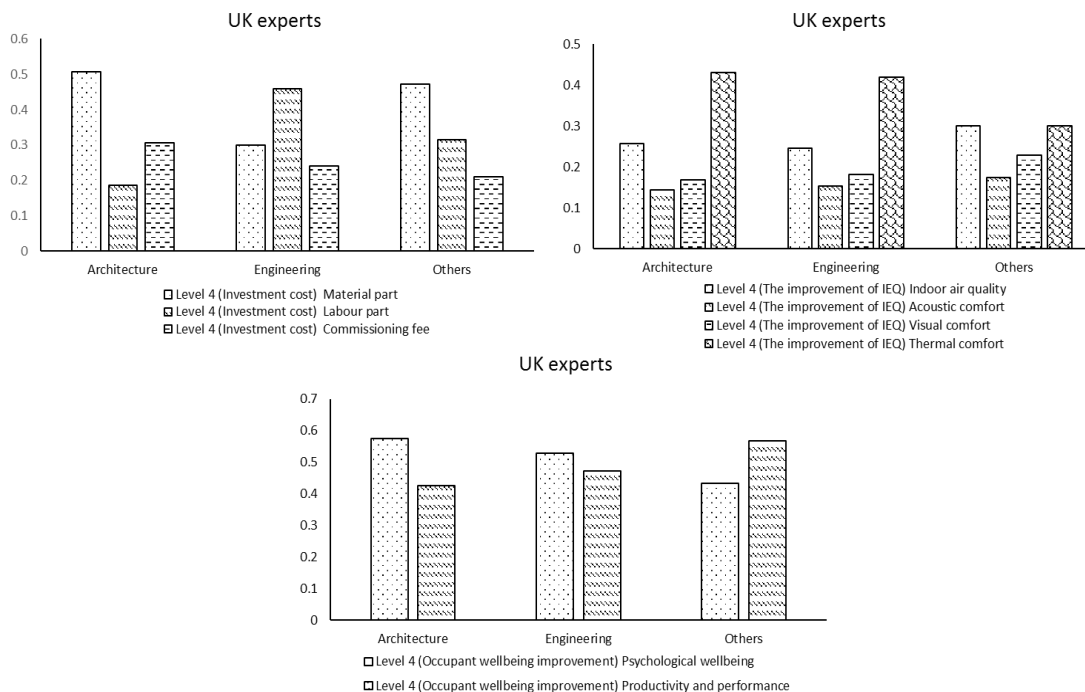 UK experts
0.6
0.5
0.4
0.3
0.2
0.1
0
Architecture Engineering Others
Level 4 (Investment cost) Material part
Level 4 (Investment cost) Labour part
Level 4 (Investment cost) Commissioning fee
UK experts
0.5
0.4
0.3
0.2
0.1
0
Architecture Engineering Others
Level 4 (The improvement of IEQ) Indoor air quality
Level 4 (The improvement of IEQ) Acoustic comfort
Level 4 (The improvement of IEQ) Visual comfort
Level 4 (The improvement of IEQ) Thermal comfort
UK experts
0.7
0.6
0.5
0.4
0.3
0.2
0.1
0
Architecture Engineering Others
Level 4 (Occupant wellbeing improvement) Psychological wellbeing
Level 4 (Occupant wellbeing improvement) Productivity and performance